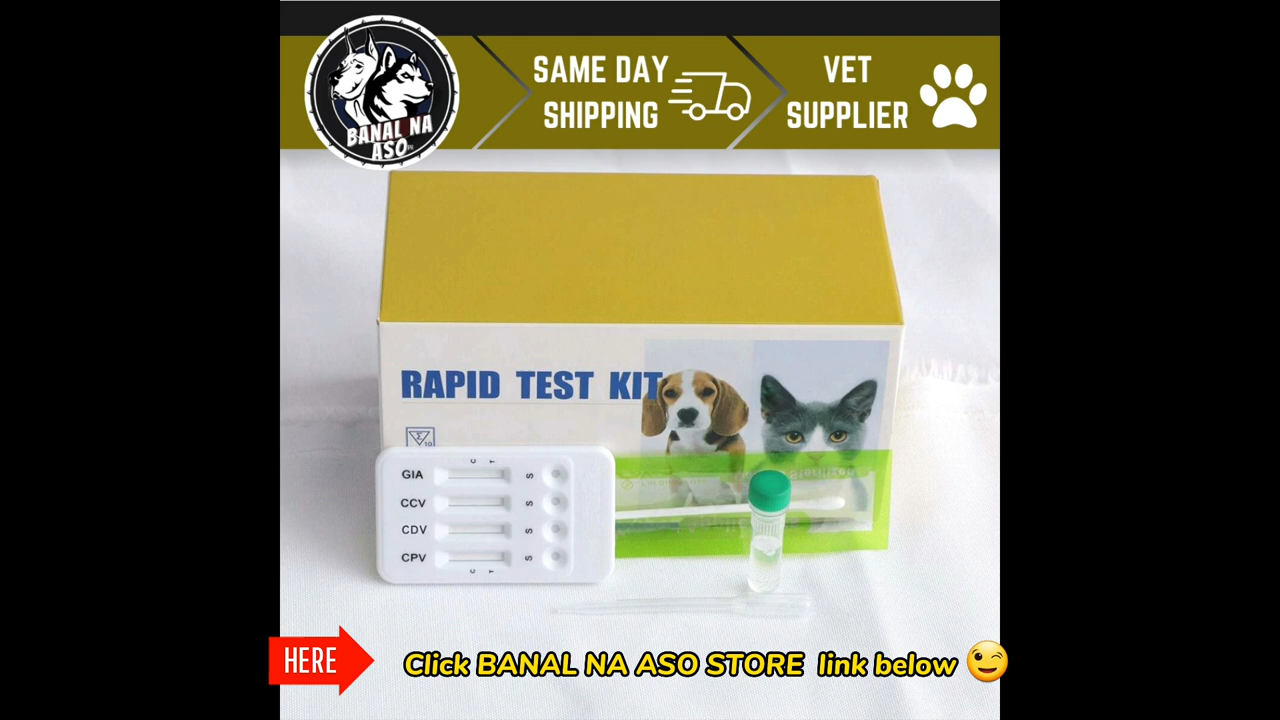 SAME DAY
SHIPPING
VET
SUPPLIER
BANAL NA
ASO
RAPID TEST KIT
10
C T
GIA S
CCV S
CDV S
CPV S
C T
HERE
Click BANAL NA ASO STORE link below